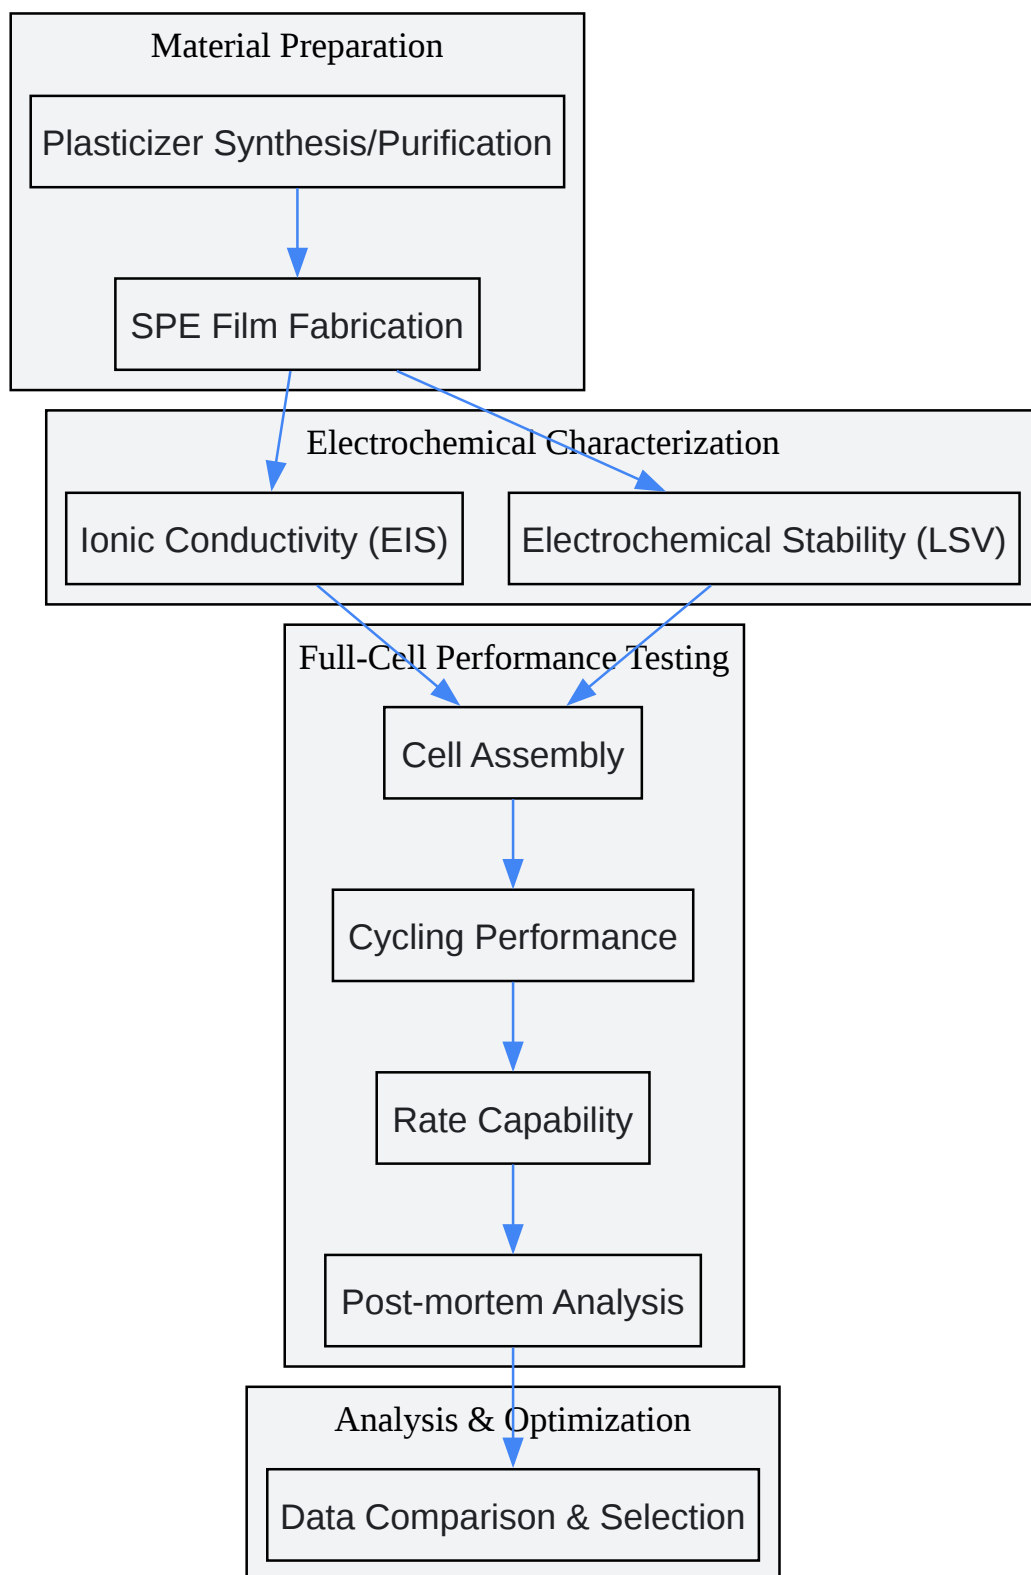 Material Preparation
Plasticizer Synthesis/Purification
SPE Film Fabrication
Electrochemical Characterization
Ionic Conductivity (EIS)
Electrochemical Stability (LSV)
Full-Cell Performance Testing
Cell Assembly
Cycling Performance
Rate Capability
Post-mortem Analysis
Analysis & Optimization
Data Comparison & Selection